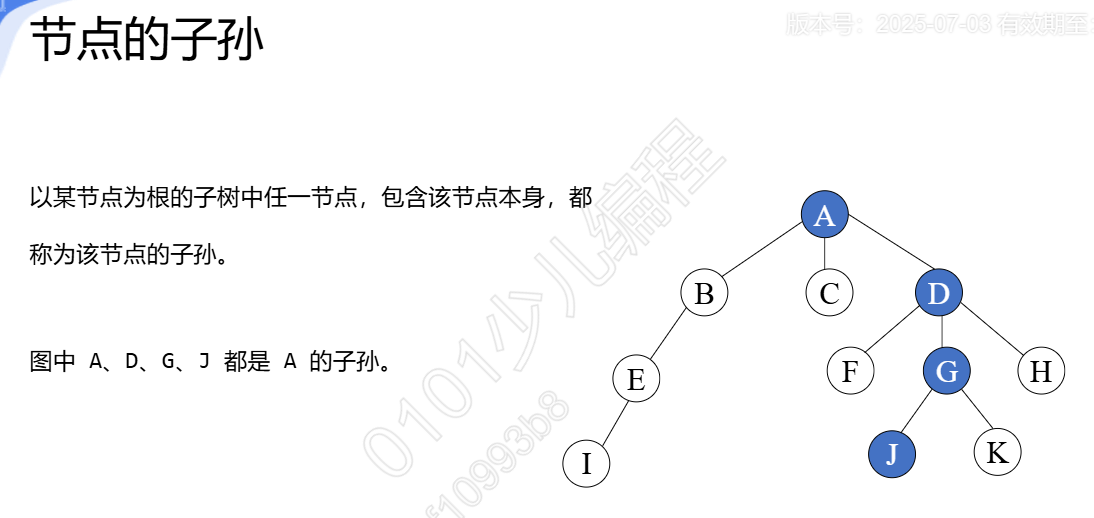 节点的子孙
版本号：2025-07-03 有效期至：
以某节点为根的子树中任一节点，包含该节点本身，都
称为该节点的子孙。
图中 A、D、G、J 都是 A 的子孙。
A
B
C
D
E
F
G
H
I
J
K
0101少儿编程
f10993b8